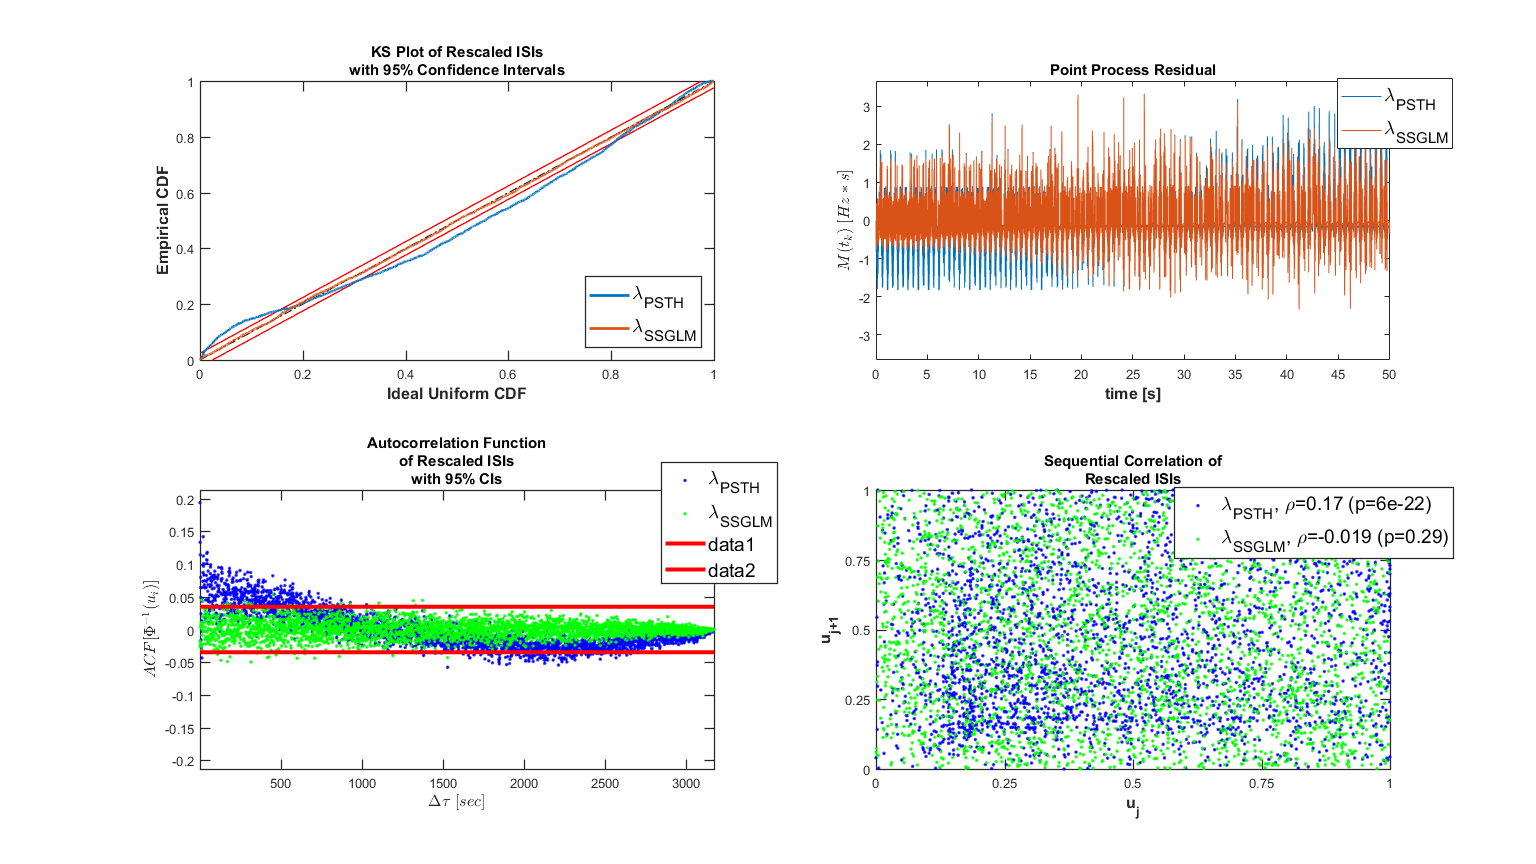 KS Plot of Rescaled ISIs
with 95% Confidence Intervals
1
0.8
0.6
0.4
0.2
0
Empirical CDF
λPSTH
λSSGLM
0 0.2 0.4 0.6 0.8 1
Ideal Uniform CDF
Point Process Residual
3
2
1
0
-1
-2
-3
M(tk) [Hz * s]
λPSTH
λSSGLM
0 5 10 15 20 25 30 35 40 45 50
time [s]
Autocorrelation Function
of Rescaled ISIs
with 95% CIs
0.2
0.15
0.1
0.05
0
-0.05
-0.1
-0.15
-0.2
ACF[Φ−1(ui)]
λPSTH
λSSGLM
data1
data2
500 1000 1500 2000 2500 3000
Δτ [sec]
Sequential Correlation of
Rescaled ISIs
1
0.75
0.5
0.25
0
uj+1
λPSTH, ρ=0.17 (p=6e-22)
λSSGLM, ρ=-0.019 (p=0.29)
0 0.25 0.5 0.75 1
uj